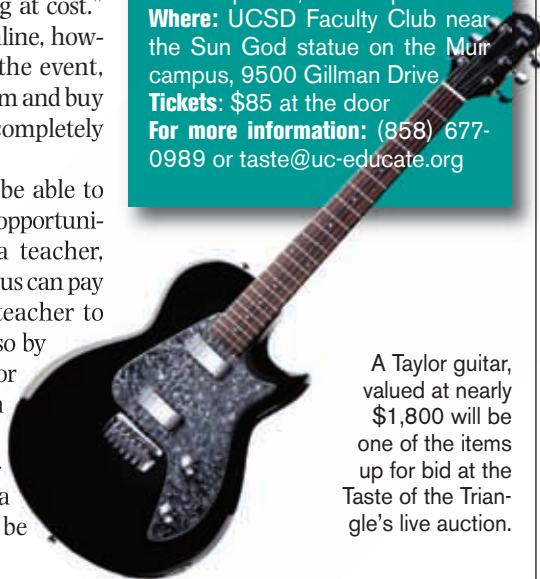 g at cost."
line, how-
the event,
m and buy
completely
be able to
opportuni-
a teacher,
us can pay
teacher to
so by
or
a
be
Where: UCSD Faculty Club near
the Sun God statue on the Muir
campus, 9500 Gillman Drive
Tickets: $85 at the door
For more information: (858) 677-
0989 or taste@uc-educate.org
A Taylor guitar,
valued at nearly
$1,800 will be
one of the items
up for bid at the
Taste of the Trian-
gle's live auction.